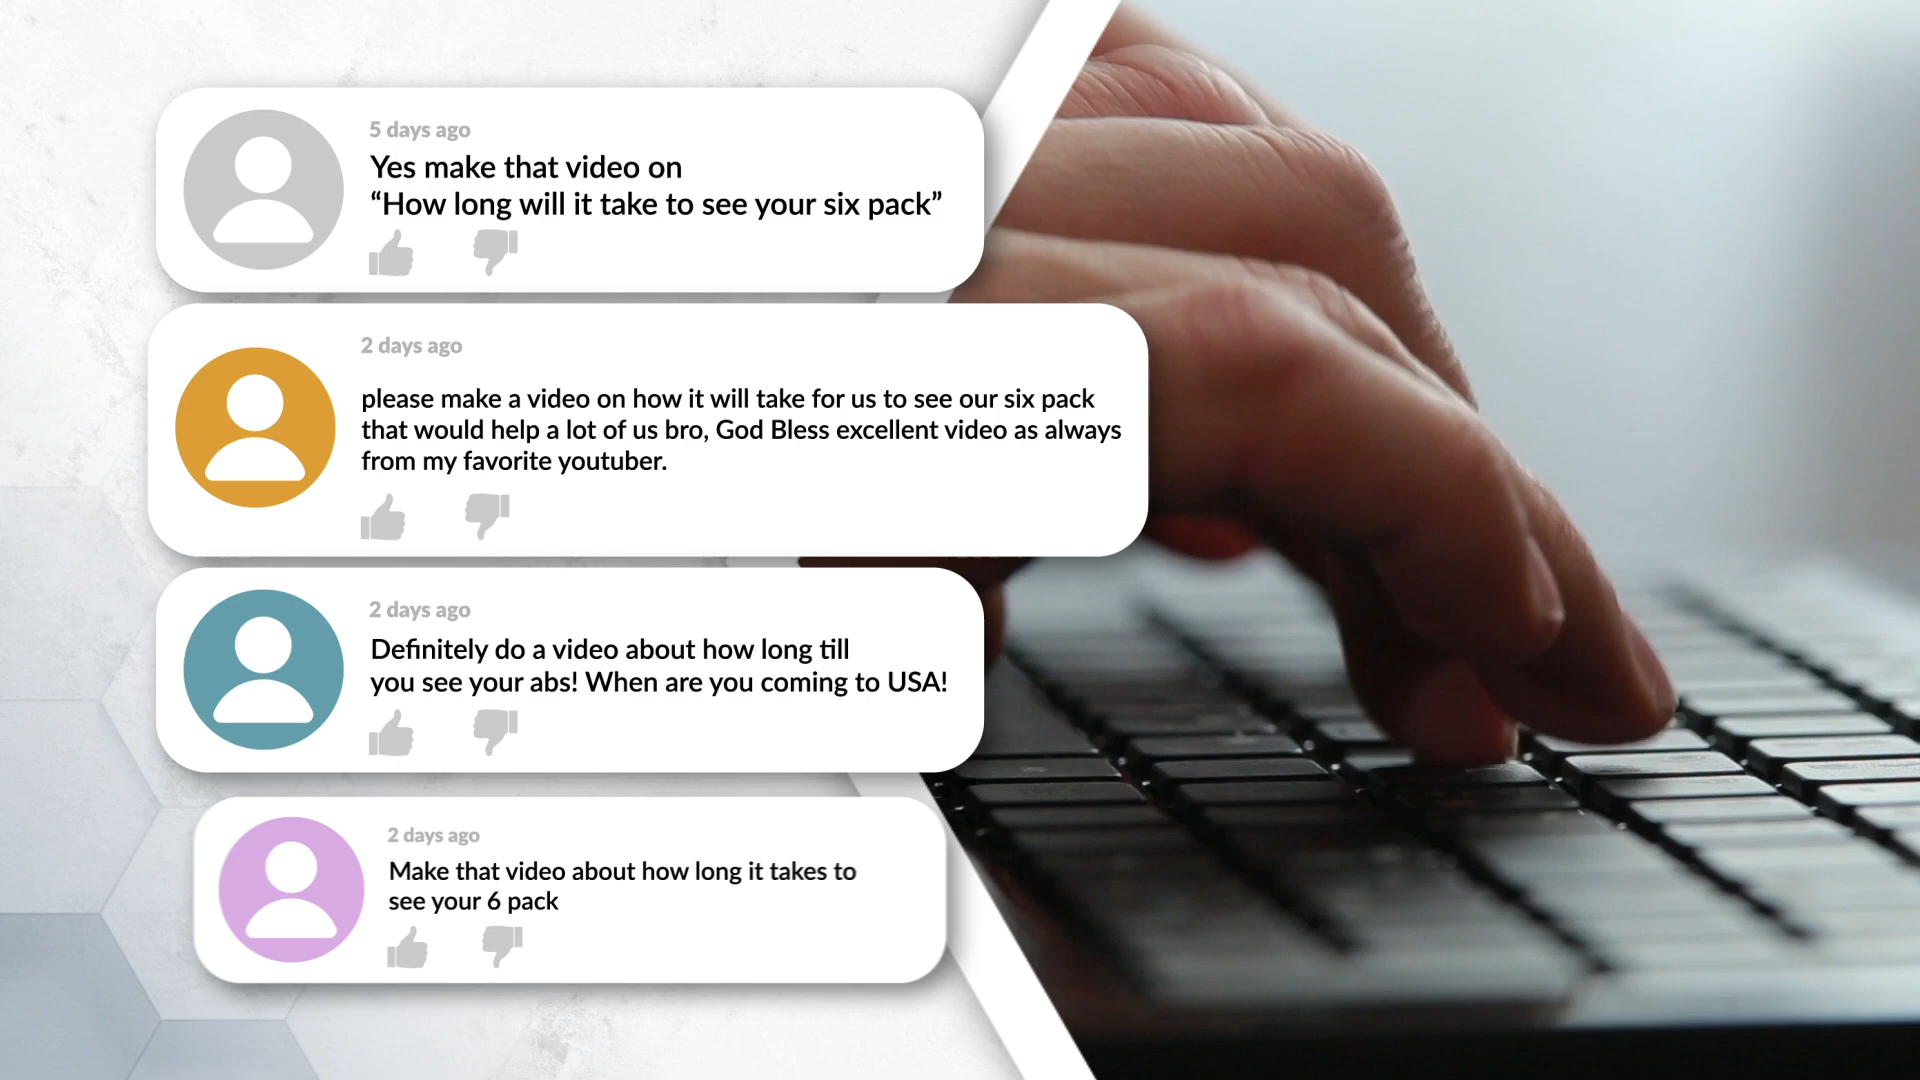 5 days ago
Yes make that video on
“How long will it take to see your six pack”
2 days ago
please make a video on how it will take for us to see our six pack
that would help a lot of us bro, God Bless excellent video as always
from my favorite youtuber.
2 days ago
Definitely do a video about how long till
you see your abs! When are you coming to USA!
2 days ago
Make that video about how long it takes to
see your 6 pack